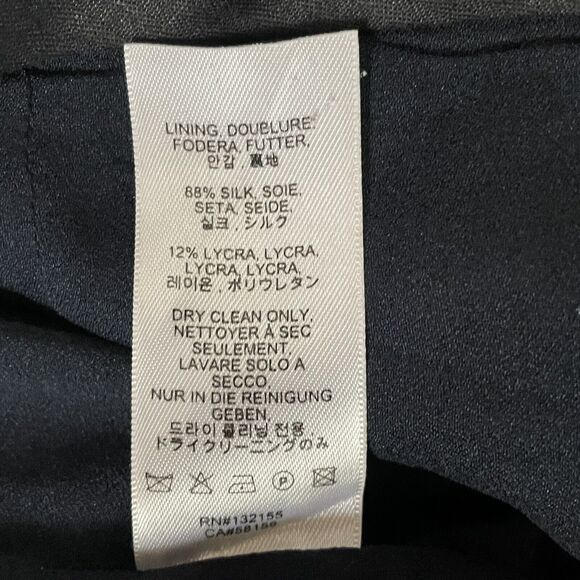 LINING, DOUBLURE,
FODERA, FUTTER,
안감 , 裏地
88% SILK, SOIE,
SETA, SEIDE,
실크 , シルク
12% LYCRA, LYCRA,
LYCRA, LYCRA,
레이온 , ポリウレタン
DRY CLEAN ONLY,
NETTOYER À SEC
SEULEMENT,
LAVARE SOLO A
SECCO,
NUR IN DIE REINIGUNG
GEBEN,
드라이 클리닝 전용
ドライクリーニングのみ
P
RN#132155
CA#58158